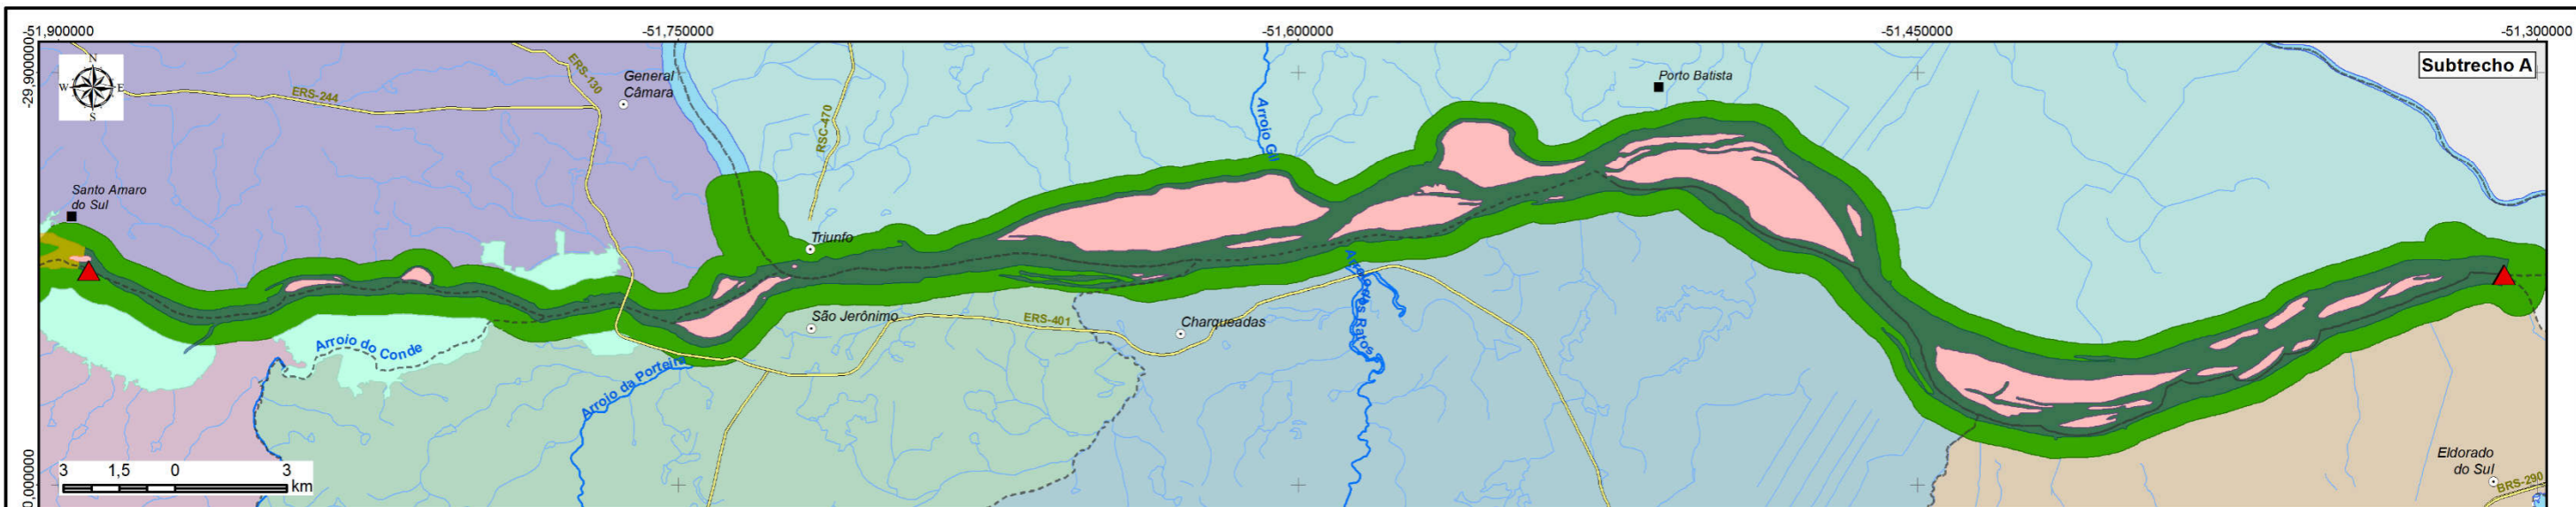 -51,900000
-51,750000
-51,600000
-51,450000
-51,300000
-29,900000
N
W
E
S
ERS-244
ERS-130
General
Câmara
RSC-470
Arroio Gil
Porto Batista
Subtrecho A
Santo Amaro
do Sul
Triunfo
São Jerônimo
ERS-401
Charqueadas
Arroio dos Ratos
Arroio do Conde
Arroio da Porteira
3 1,5 0 3
km
Eldorado
do Sul
BRS-290